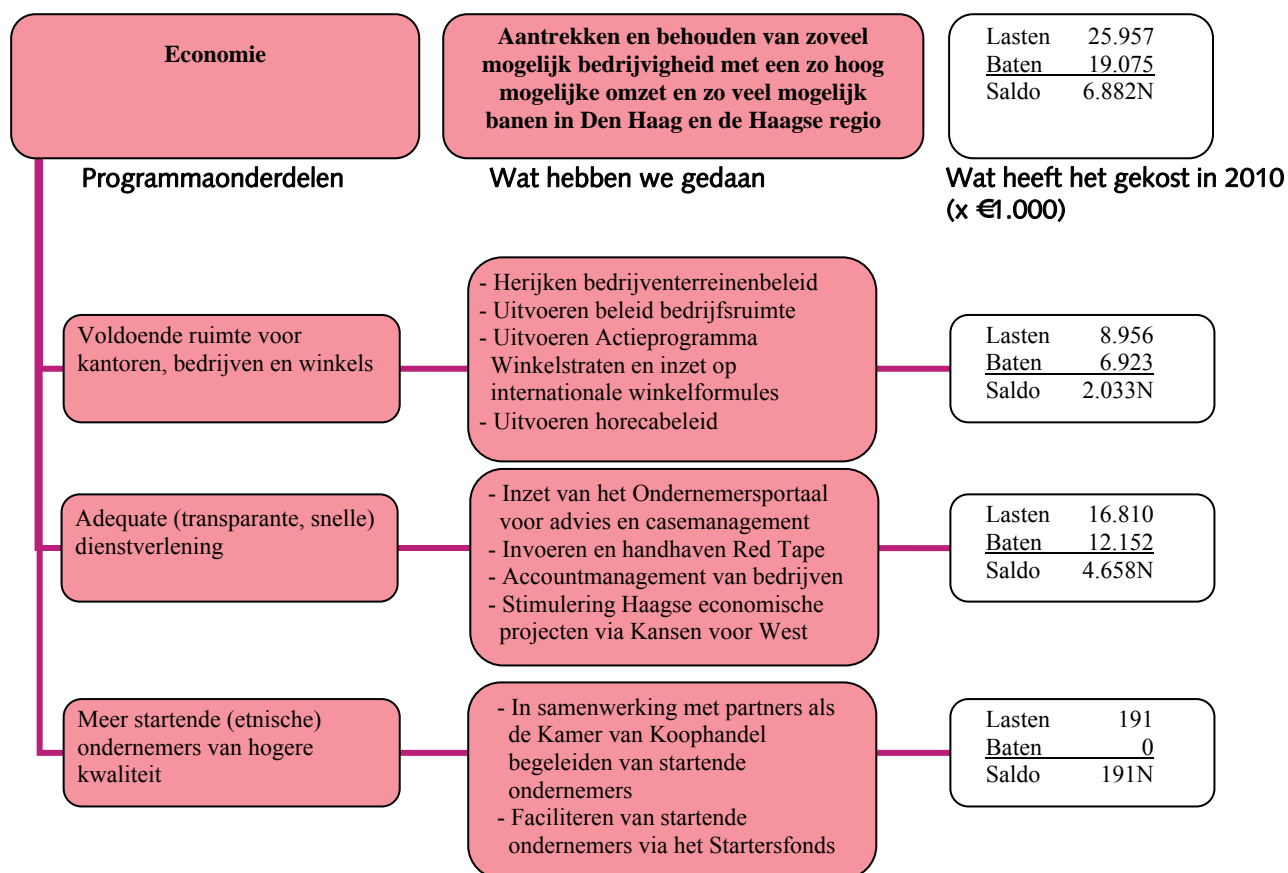 Economie
Aantrekken en behouden van zoveel
mogelijk bedrijvigheid met een zo hoog
mogelijke omzet en zo veel mogelijk
banen in Den Haag en de Haagse regio
Lasten 25.957
Baten 19.075
Saldo 6.882N
Programmaonderdelen
Wat hebben we gedaan
Wat heeft het gekost in 2010
(x €1.000)
Voldoende ruimte voor
kantoren, bedrijven en winkels
- Herijken bedrijventerreinenbeleid
- Uitvoeren beleid bedrijfsruimte
- Uitvoeren Actieprogramma
Winkelstraten en inzet op
internationale winkelformules
- Uitvoeren horecabeleid
Lasten 8.956
Baten 6.923
Saldo 2.033N
Adequate (transparante, snelle)
dienstverlening
- Inzet van het Ondernemersportaal
voor advies en casemanagement
- Invoeren en handhaven Red Tape
- Accountmanagement van bedrijven
- Stimulering Haagse economische
projecten via Kansen voor West
Lasten 16.810
Baten 12.152
Saldo 4.658N
Meer startende (etnische)
ondernemers van hogere
kwaliteit
- In samenwerking met partners als
de Kamer van Koophandel
begeleiden van startende
ondernemers
- Faciliteren van startende
ondernemers via het Startersfonds
Lasten 191
Baten 0
Saldo 191N